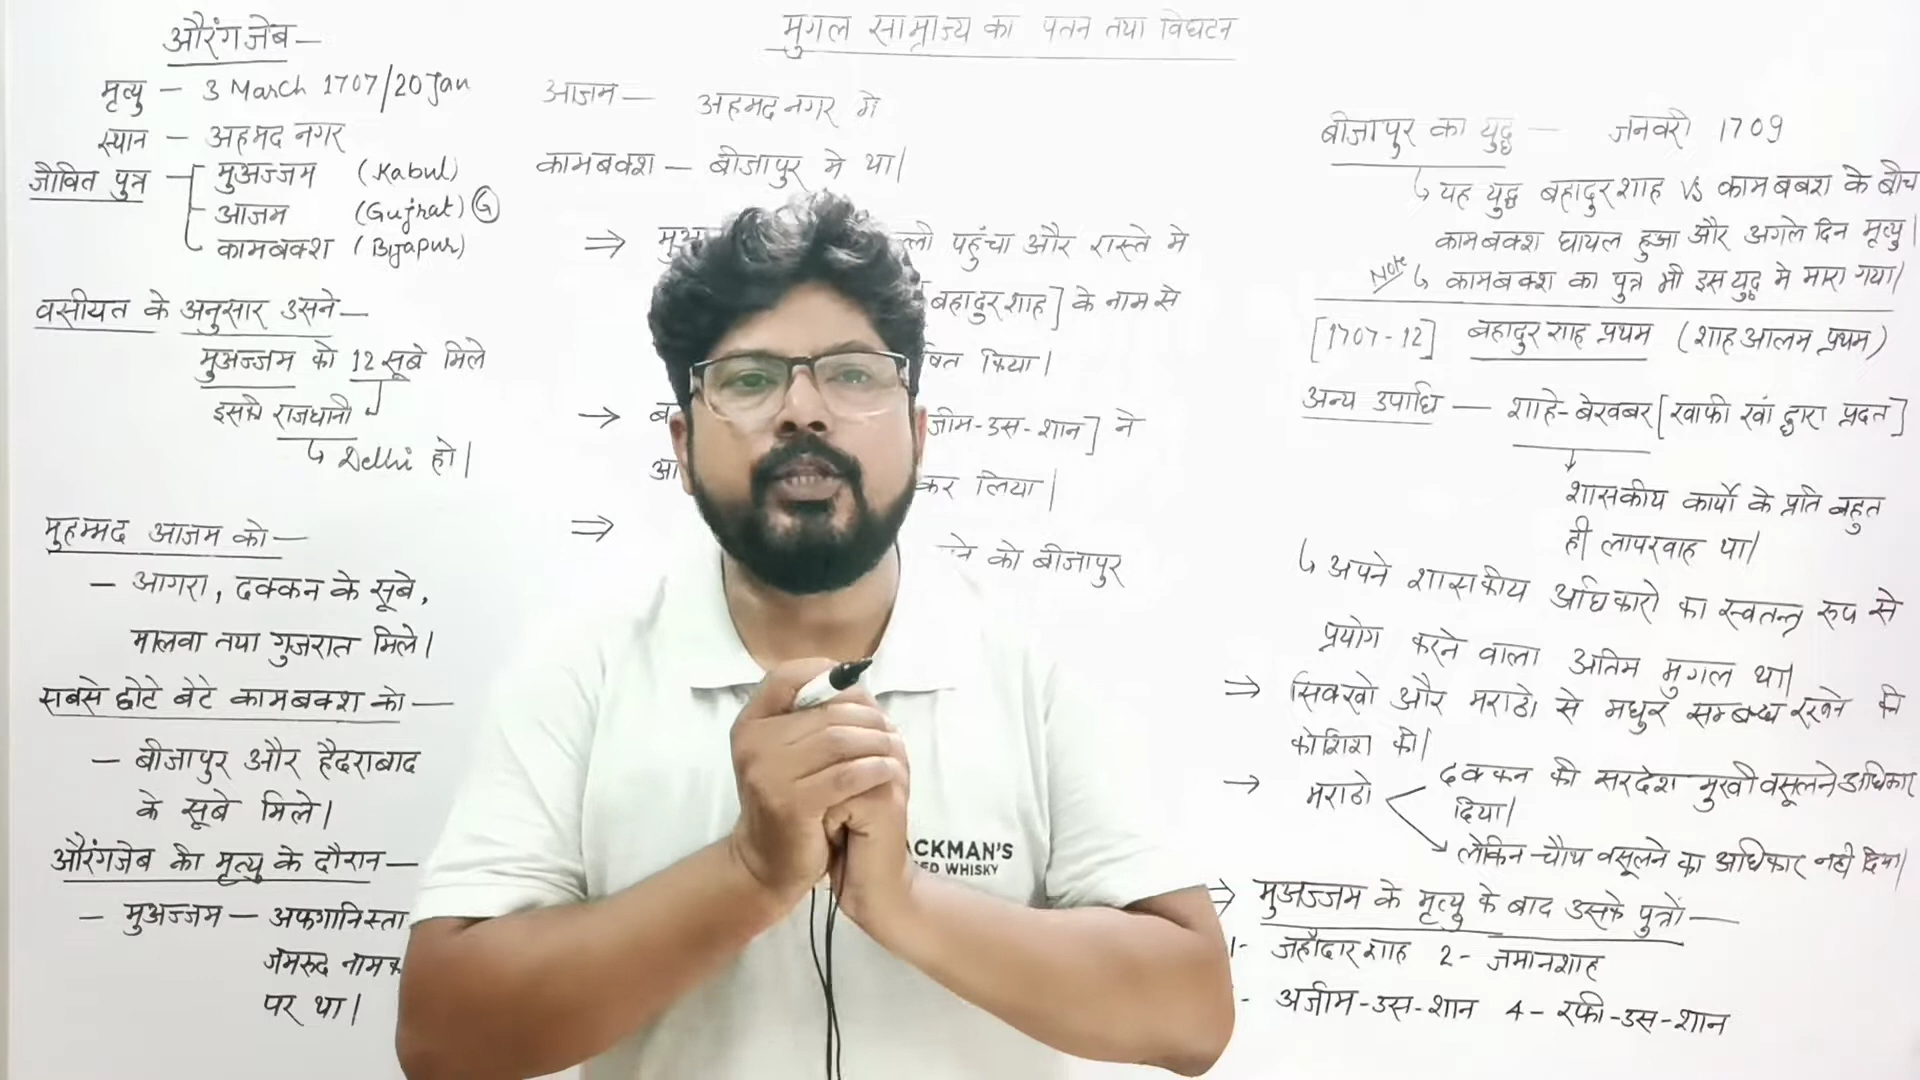 मुगल साम्राज्य का पतन तथा विघटन
औरंगजेब —
मृत्यु — 3 March 1707/20 Jan
स्थान — अहमद नगर
जीवित पुत्र — मुअज्जम (Kabul)
आजम (Gujrat) G
कामबक्श (Bijapur)
वसीयत के अनुसार उसने —
मुअज्जम को 12 सूबे मिले
इसकी राजधानी
↳ Delhi हो।
मुहम्मद आजम को —
— आगरा, दक्कन के सूबे,
मालवा तथा गुजरात मिले।
सबसे छोटे बेटे कामबक्श को —
— बीजापुर और हैदराबाद
के सूबे मिले।
औरंगजेब की मृत्यु के दौरान —
— मुअज्जम — अफगानिस्ता
जमरुद नामक
पर था।
आजम — अहमद नगर में
कामबक्श — बीजापुर मे था।
⇒ मुअ ल्ली पहुंचा और रास्ते मे
[बहादुर शाह] के नाम से
षित किया।
→ ब जीम-उस-शान] ने
आ कर लिया।
⇒ ने को बीजापुर
बीजापुर का युद्ध — जनवरी 1709
↳ यह युद्ध बहादुर शाह vs कामबक्श के बीच
कामबक्श घायल हुआ और अगले दिन मृत्यु।
Note ↳ कामबक्श का पुत्र भी इस युद्ध मे मारा गया।
[1707-12] बहादुर शाह प्रथम (शाह आलम प्रथम)
अन्य उपाधि — शाहे-बेखबर [खाफी खां द्वारा प्रदत]
शासकीय कार्यो के प्रति बहुत
ही लापरवाह था।
↳ अपने शासकीय अधिकारो का स्वतन्त्र रूप से
प्रयोग करने वाला अंतिम मुगल था।
⇒ सिक्खो और मराठो से मधुर सम्बन्ध रखने की
कोशिश की।
→ मराठो दक्कन की सरदेश मुखी वसूलने अधिकार
दिया।
लेकिन चौथ वसूलने का अधिकार नही दिया।
⇒ मुअज्जम के मृत्यु के बाद उसके पुत्रों —
1- जहाँदार शाह 2- जमानशाह
- अजीम-उस-शान 4- रफी-उस-शान
ACKMAN'S
ED WHISKY